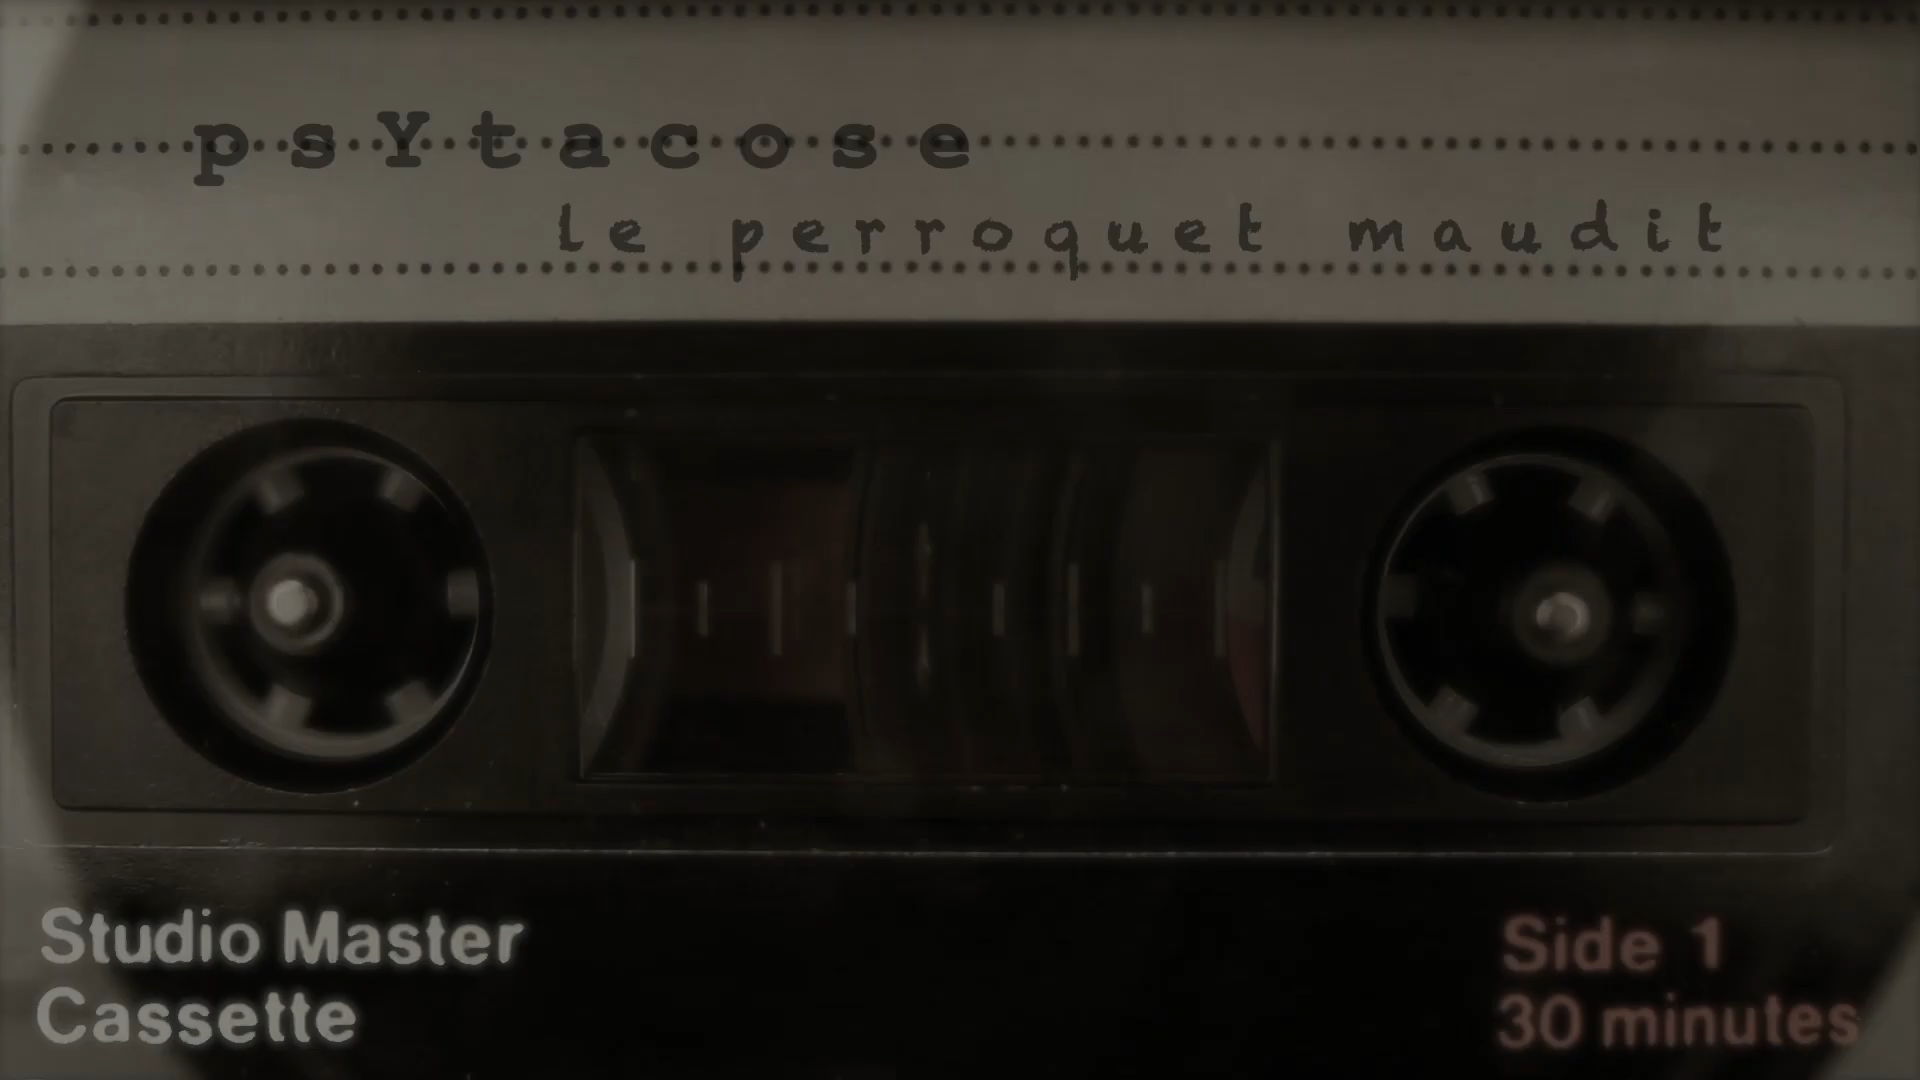 psYtacose
le perroquet maudit
Studio Master
Cassette
Side 1
30 minutes